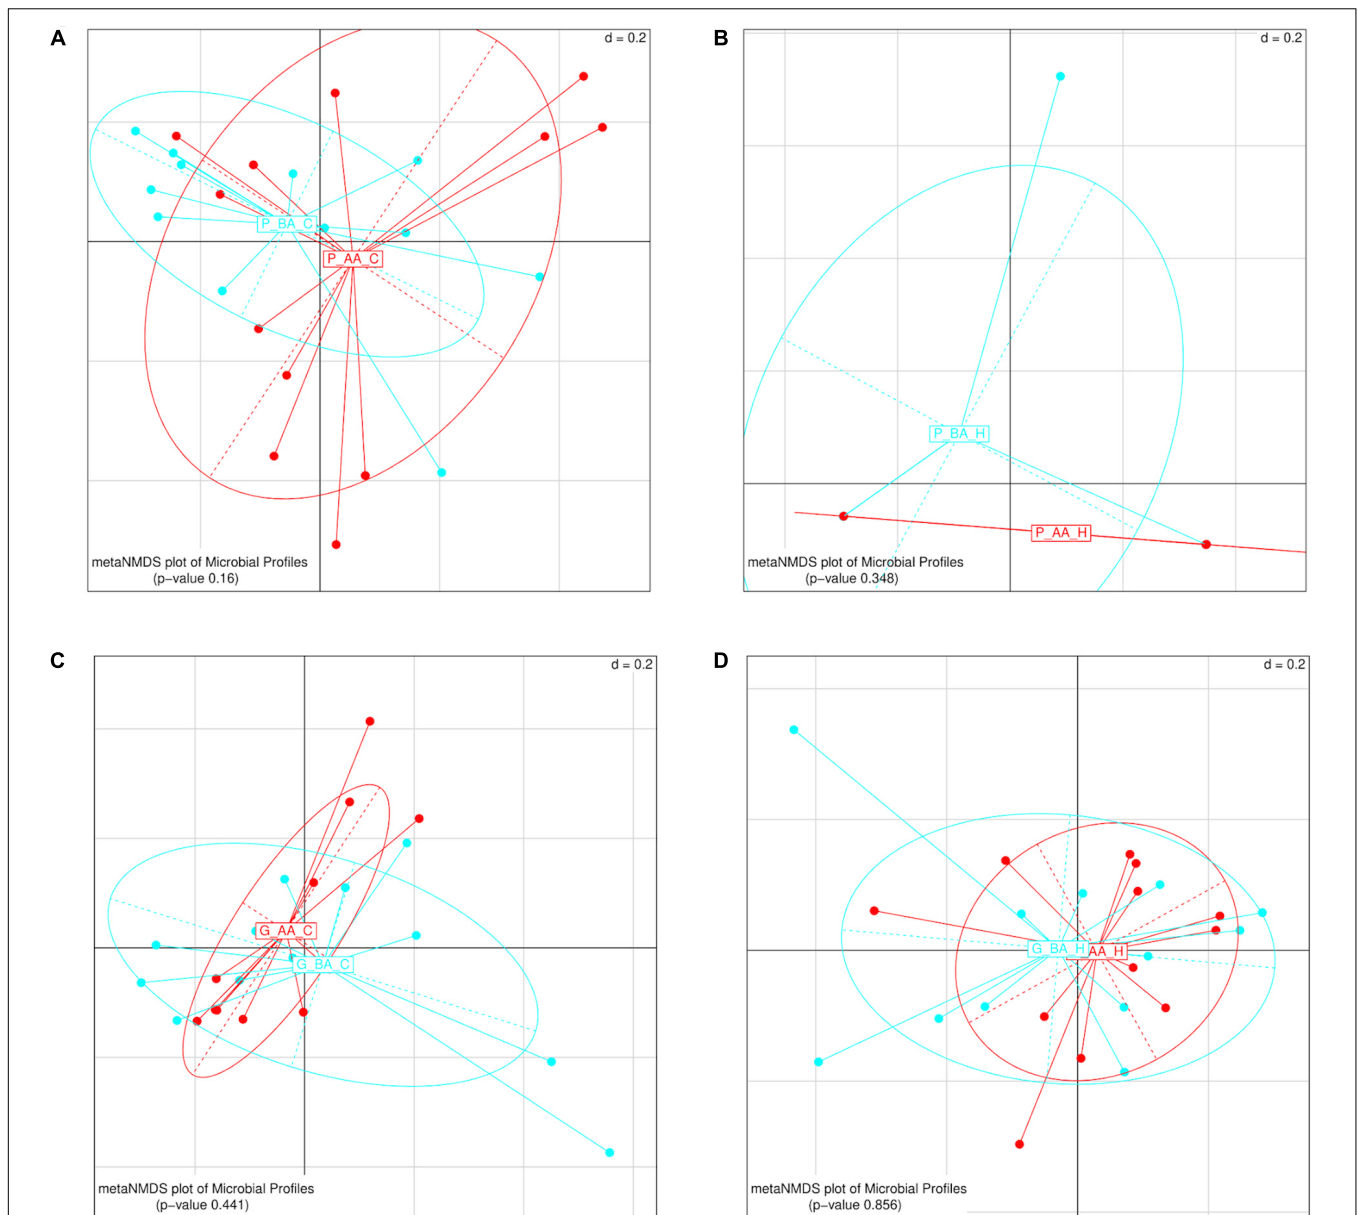 A
d = 0.2
P_BA_C
P_AA_C
metaNMDS plot of Microbial Profiles
(p−value 0.16)
B
d = 0.2
P_BA_H
P_AA_H
metaNMDS plot of Microbial Profiles
(p−value 0.348)
C
d = 0.2
G_AA_C
G_BA_C
metaNMDS plot of Microbial Profiles
(p−value 0.441)
D
d = 0.2
G_BA_H
AA_H
metaNMDS plot of Microbial Profiles
(p−value 0.856)